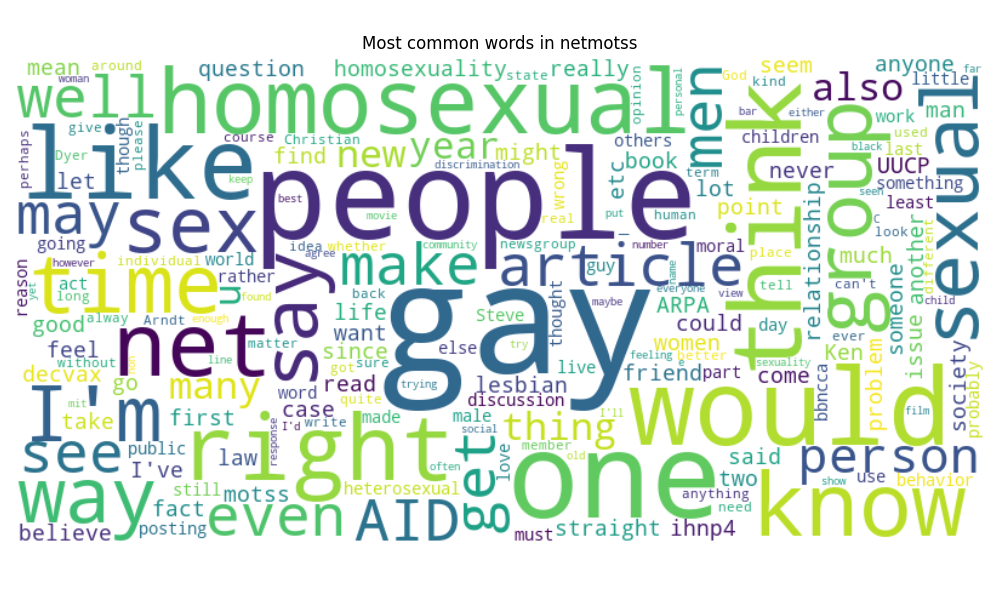 Most common words in netmotss
mean around question homosexuality state really seem anyone
woman God kind little far
well homosexual opinion personal men also man
give course Christian others children work used
perhaps Dyer though please like find new year might book term black last
let people discrimination wrong etc lot never UUCP something
keep best movie do real put human point least
may sex think group sexual
going idea whether community newsgroup number moral place much look C seen
reason however individual world agree make article guy relationship different
time rather say tell can't child
yet act long u found life back Steve thought ARPA name everyone view maybe someone issue another
good alway Arndt enough want gay could day ever
net matter else try women better Ken problem society probably
feel without line since got sure live feeling sexuality
decvax go many read quite trying lesbian friend part come bbncca
mit non word discussion e
I'm take first case I'd write made male thing I'll would film
see public I've law right response social member old said person
way still motss heterosexual often get love one two use behavior
fact even AID anything need show know
believe posting must straight ihnp4
bar either